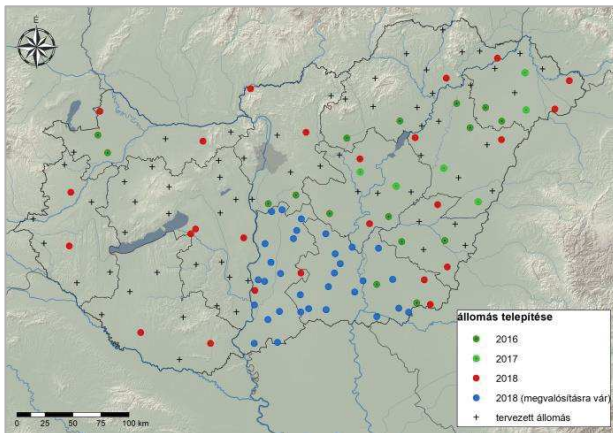 É
állomás telepítése
2016
2017
2018
2018 (megvalósításra vár)
tervezett állomás
0 25 50 75 100 km